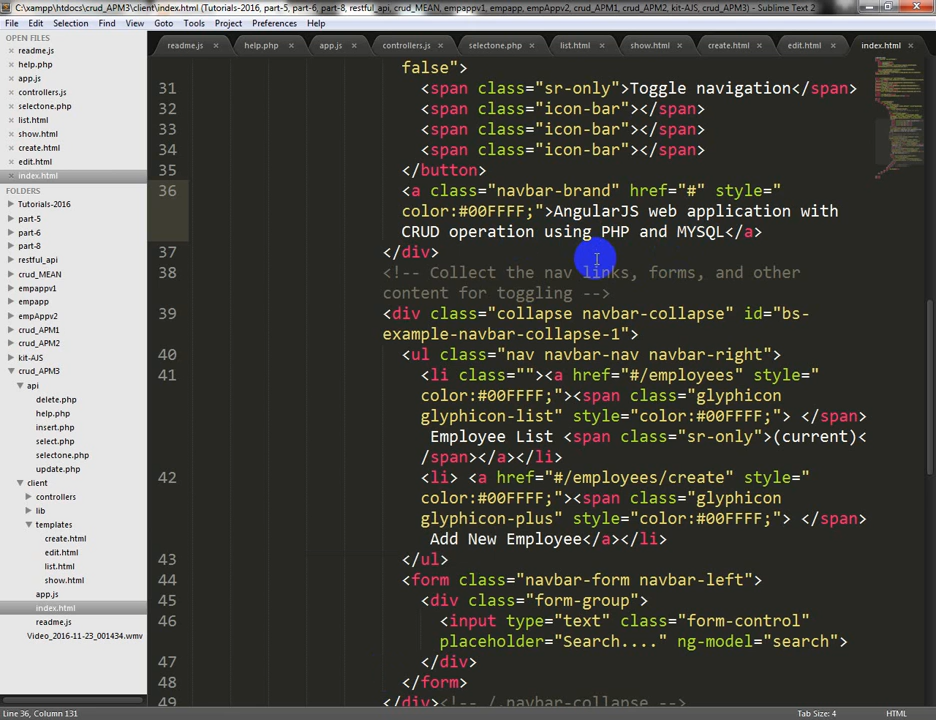 C:\xampp\htdocs\crud_APM3\client\index.html (Tutorials-2016, part-5, part-6, part-8, restful_api, crud_MEAN, empappv1, empapp, empAppv2, crud_APM1, crud_APM2, kit-AJS, crud_APM3) - Sublime Text 2
File Edit Selection Find View Goto Tools Project Preferences Help
OPEN FILES
readme.js
help.php
app.js
controllers.js
selectone.php
list.html
show.html
create.html
edit.html
index.html
FOLDERS
Tutorials-2016
part-5
part-6
part-8
restful_api
crud_MEAN
empappv1
empapp
empAppv2
crud_APM1
crud_APM2
kit-AJS
crud_APM3
api
delete.php
help.php
insert.php
select.php
selectone.php
update.php
client
controllers
lib
templates
create.html
edit.html
list.html
show.html
app.js
index.html
readme.js
Video_2016-11-23_001434.wmv
readme.js × help.php × app.js × controllers.js × selectone.php × list.html × show.html × create.html × edit.html × index.html ×
false">
31 <span class="sr-only">Toggle navigation</span>
32 <span class="icon-bar"></span>
33 <span class="icon-bar"></span>
34 <span class="icon-bar"></span>
35 </button>
36 <a class="navbar-brand" href="#" style="
color:#00FFFF;">AngularJS web application with
CRUD operation using PHP and MYSQL</a>
37 </div>
38 <!-- Collect the nav links, forms, and other
content for toggling -->
39 <div class="collapse navbar-collapse" id="bs-
example-navbar-collapse-1">
40 <ul class="nav navbar-nav navbar-right">
41 <li class=""><a href="#/employees" style="
color:#00FFFF;"><span class="glyphicon
glyphicon-list" style="color:#00FFFF;"> </span>
Employee List <span class="sr-only">(current)<
/span></a></li>
42 <li> <a href="#/employees/create" style="
color:#00FFFF;"><span class="glyphicon
glyphicon-plus" style="color:#00FFFF;"> </span>
Add New Employee</a></li>
43 </ul>
44 <form class="navbar-form navbar-left">
45 <div class="form-group">
46 <input type="text" class="form-control"
placeholder="Search...." ng-model="search">
47 </div>
48 </form>
49 </div><!-- /.navbar-collapse -->
Line 36, Column 131
Tab Size: 4
HTML